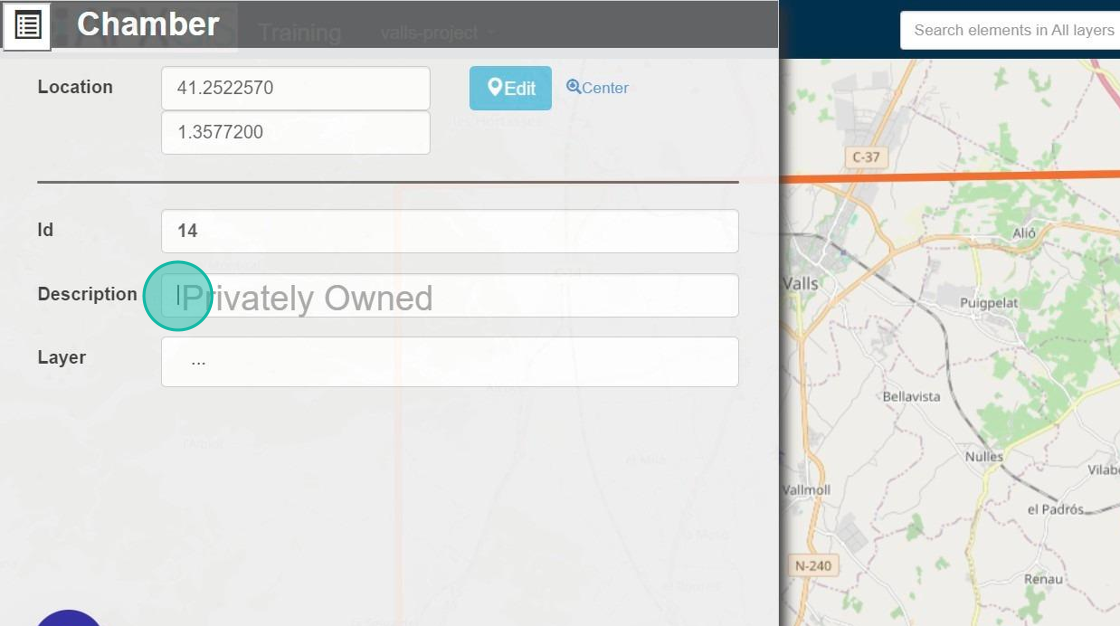 Chamber
Training valls-project
Search elements in All layers
Location
41.2522570
Edit
Center
1.3577200
Id
14
Description
Privately Owned
Layer
...
C-37
Alió
Valls
Puigpelat
Bellavista
Nulles
Vallmoll
el Padrós
N-240
Renau